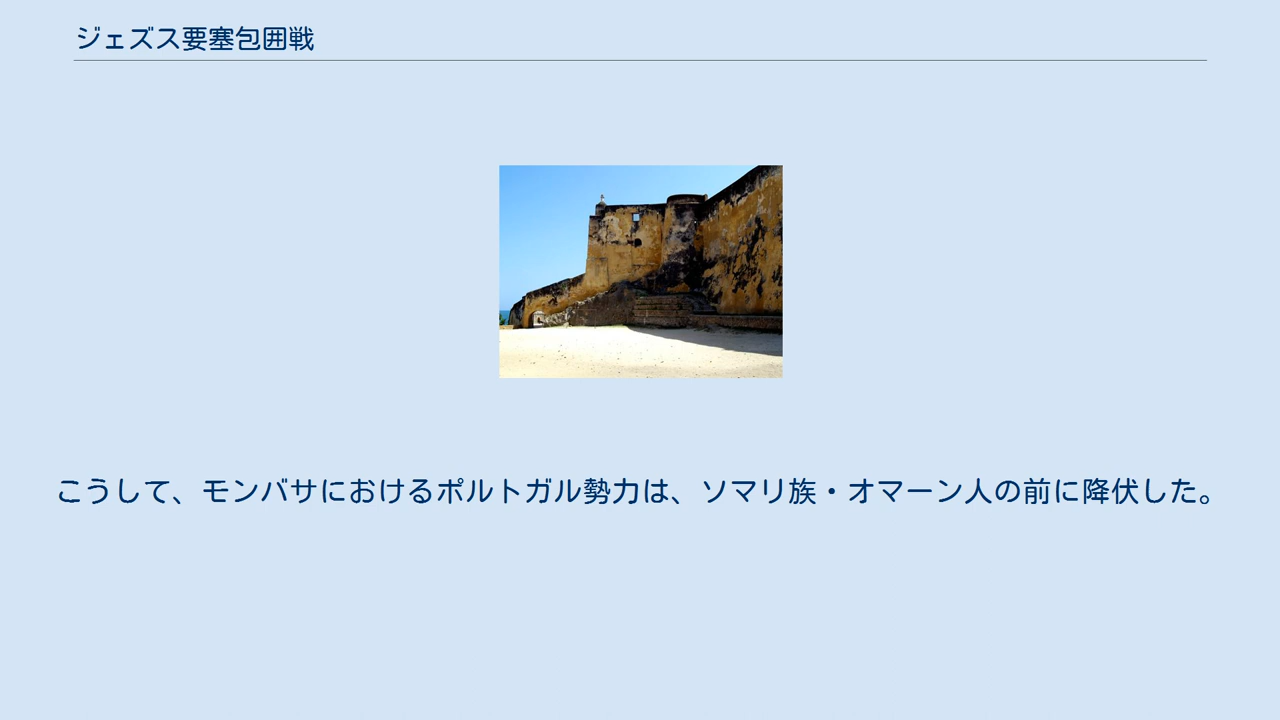 ジェズス要塞包囲戦
こうして、モンバサにおけるポルトガル勢力は、ソマリ族・オマーン人の前に降伏した。